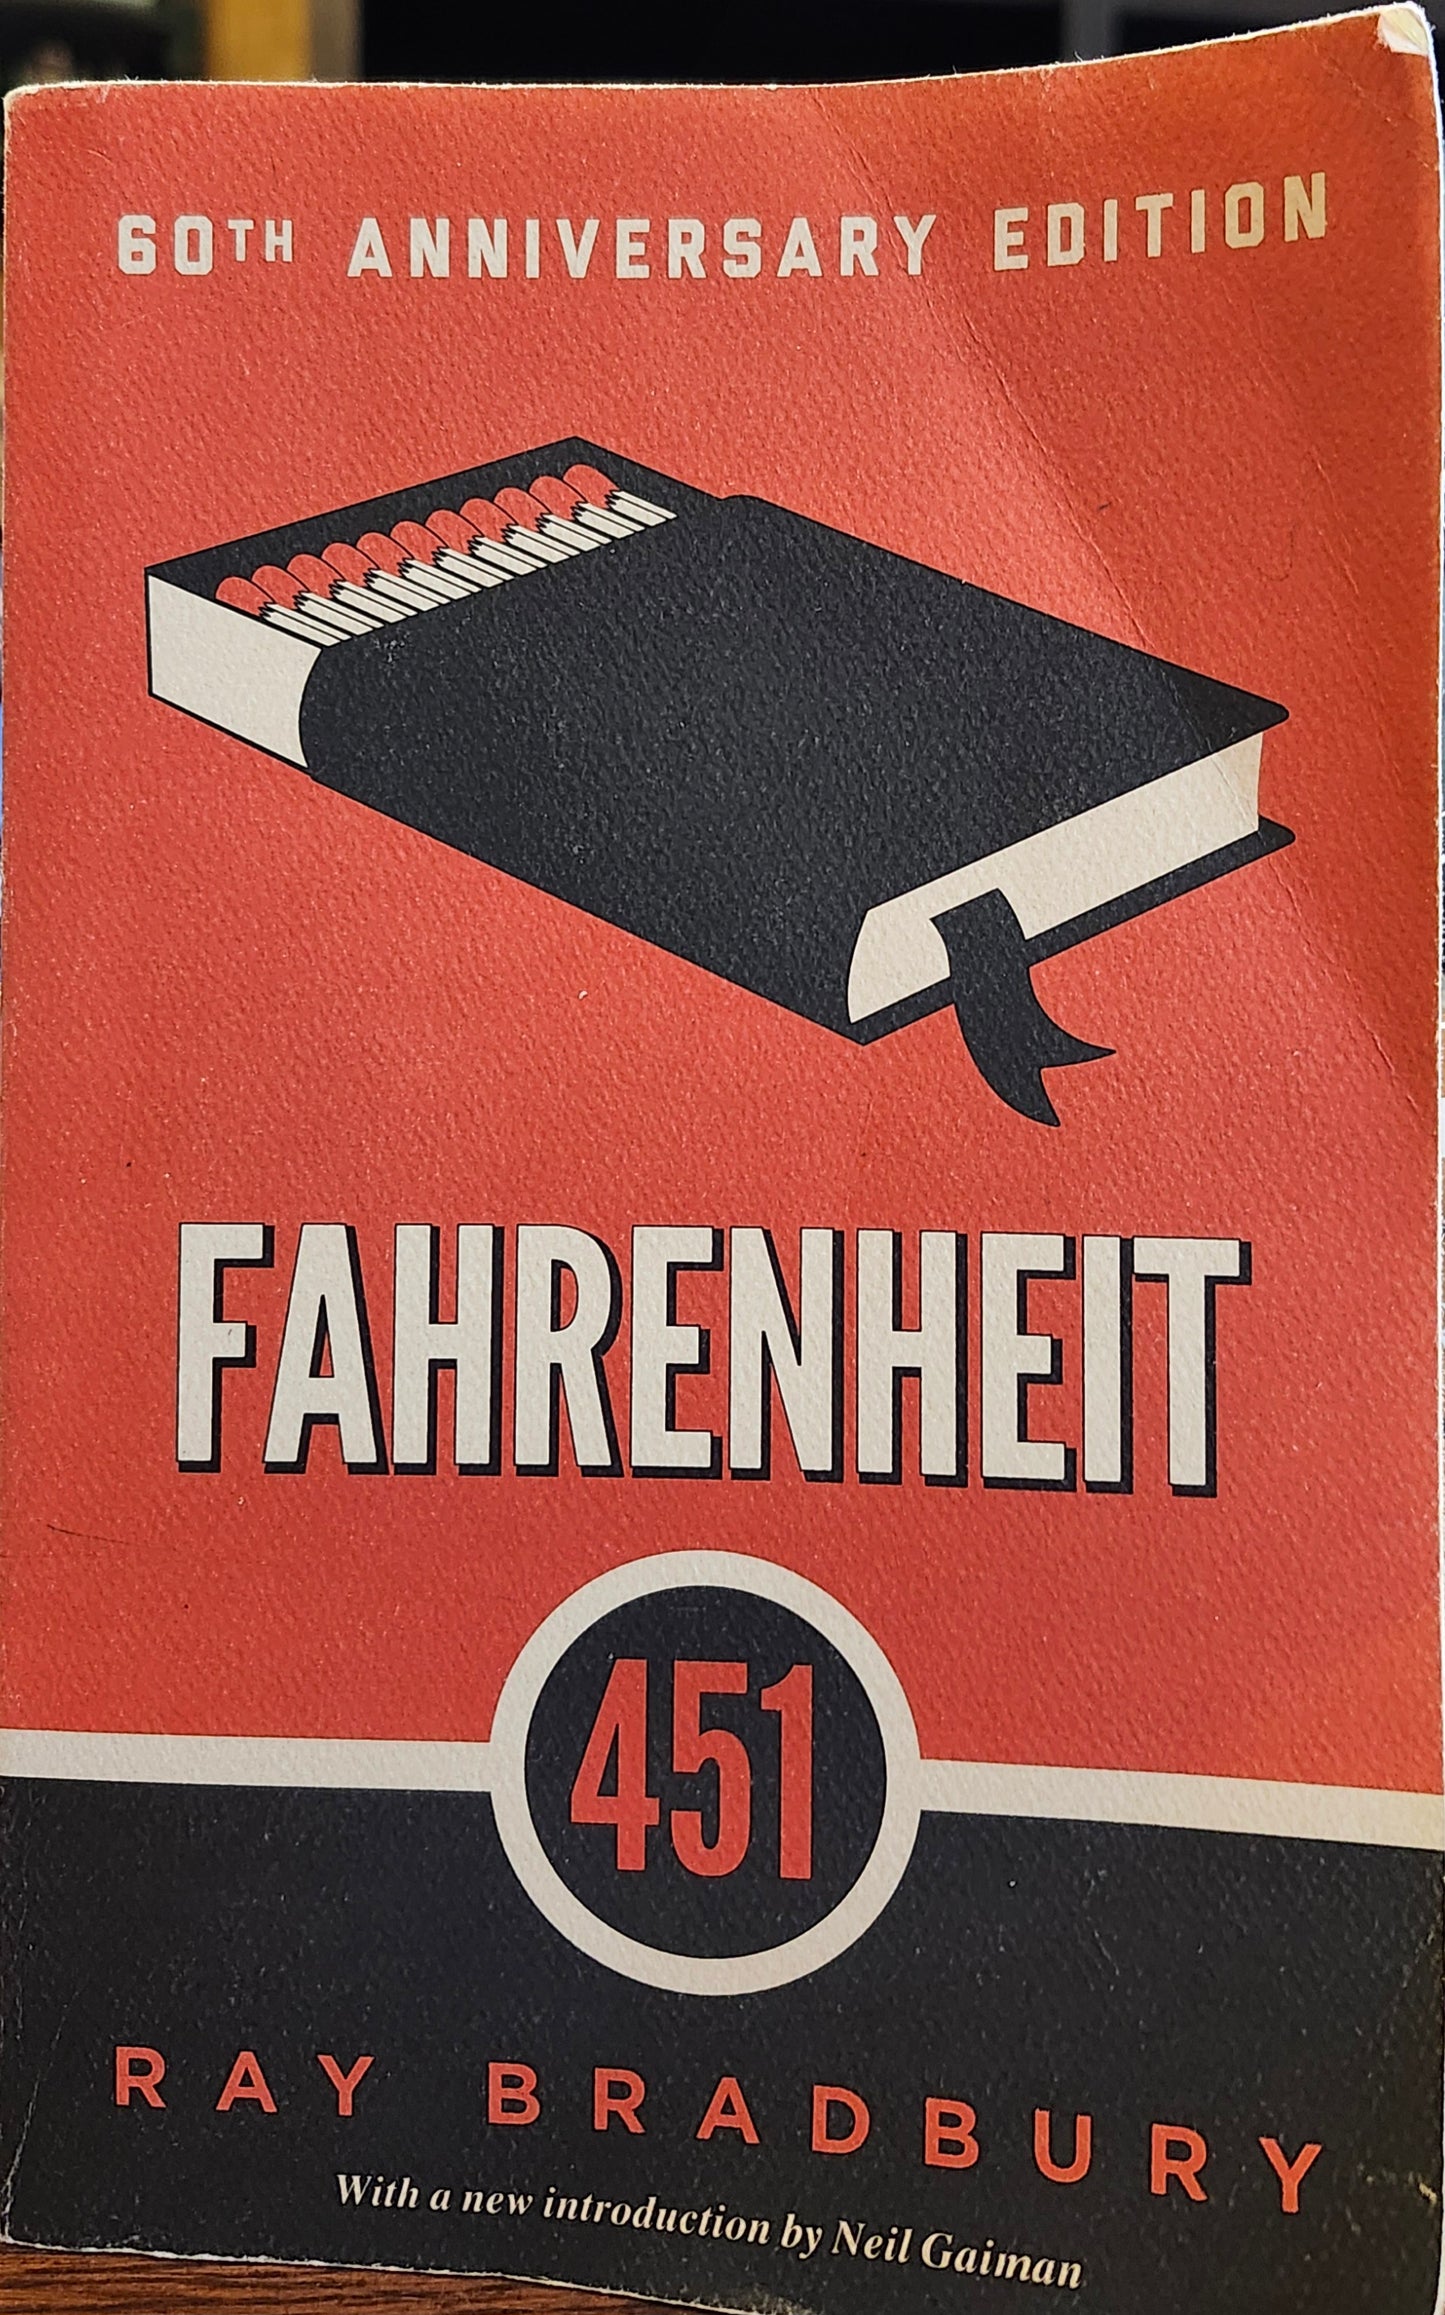 60TH ANNIVERSARY EDITION
FAHRENHEIT
451
RAY BRADBURY
With a new introduction by Neil Gaiman